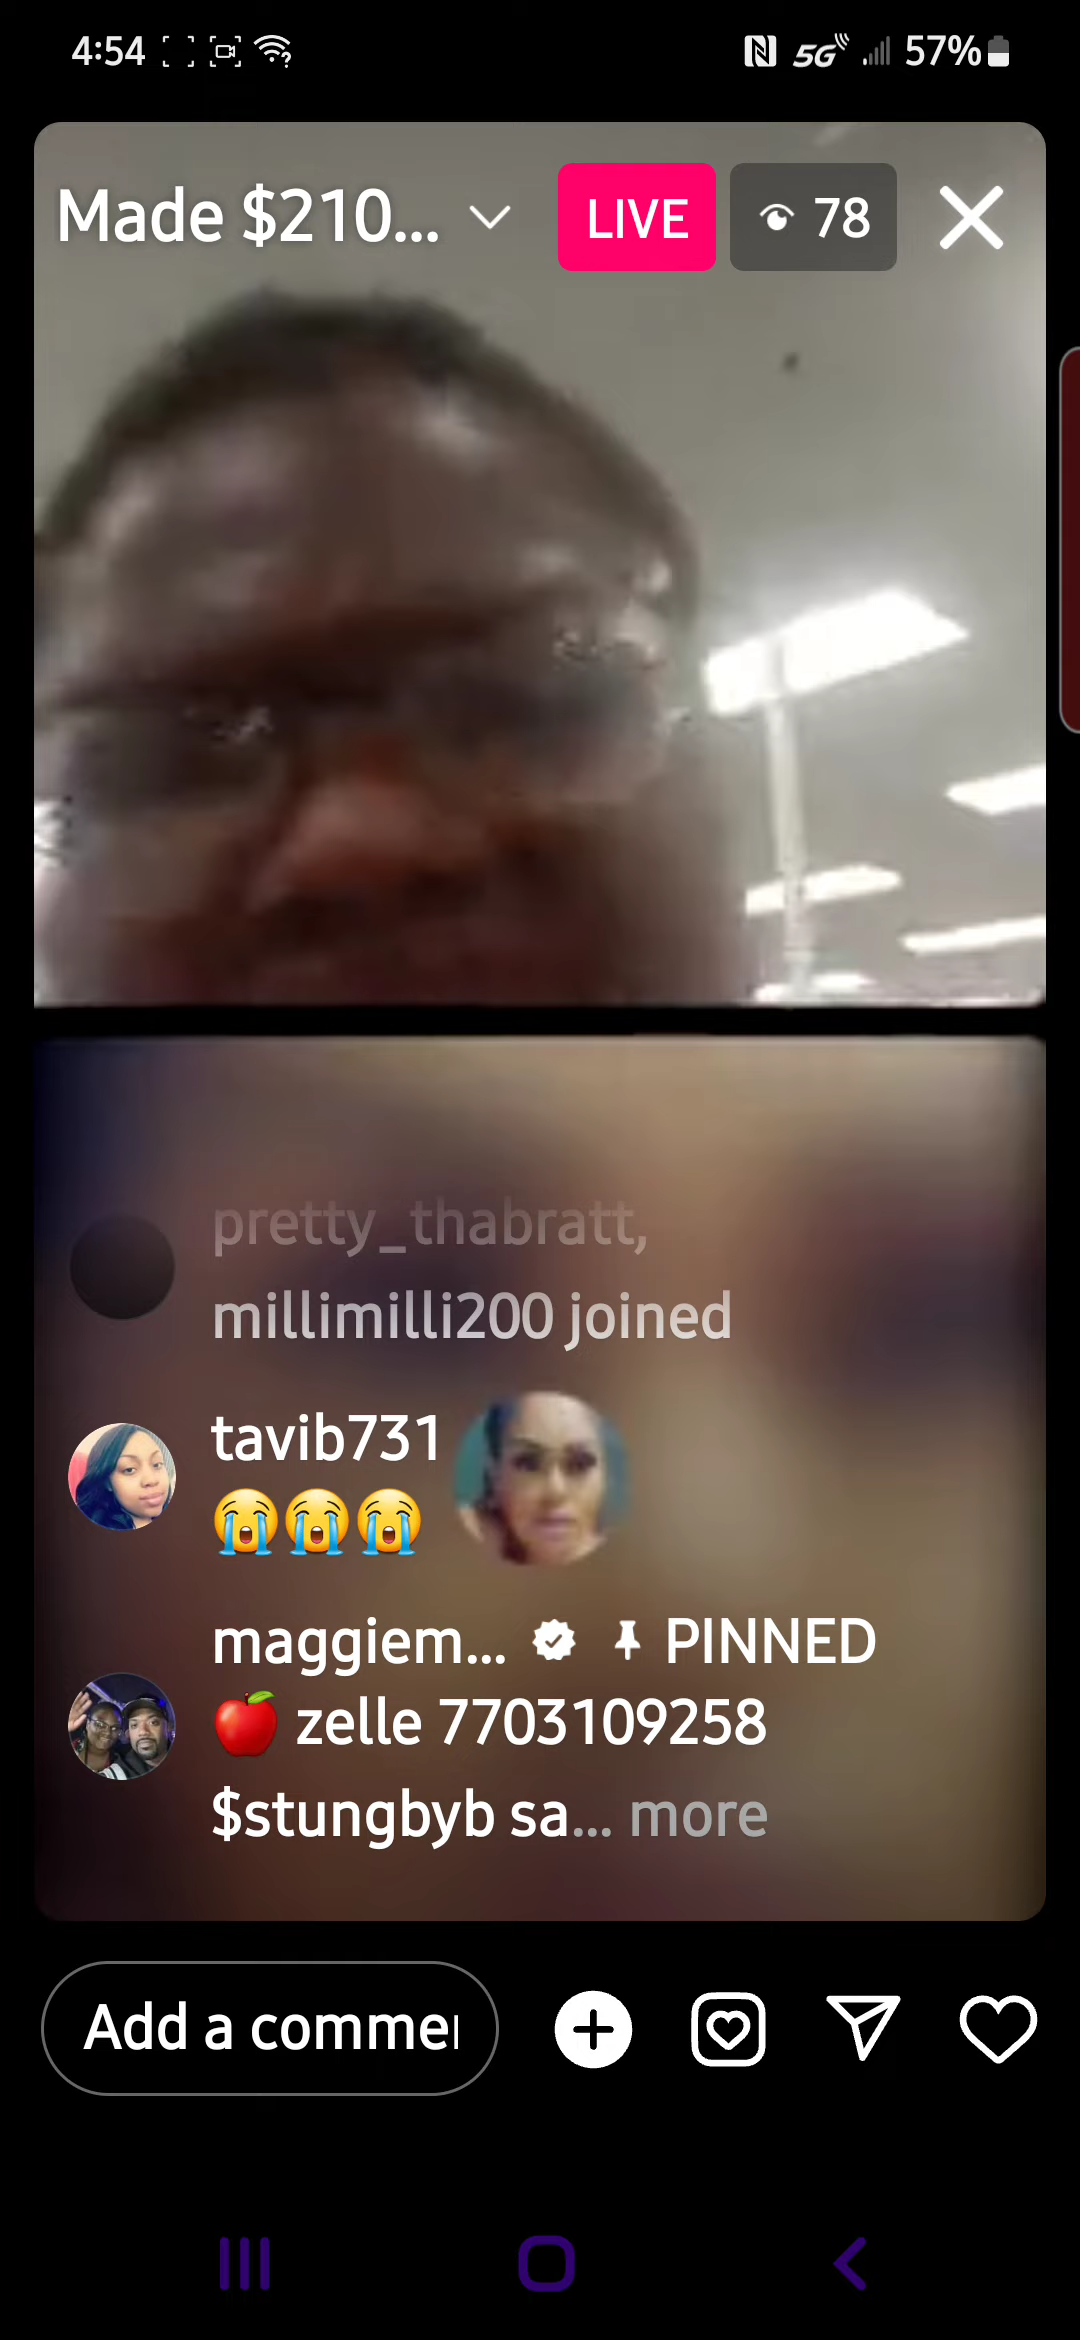 4:54 5G 57%
Made $210... LIVE 78
pretty_thabratt,
millimilli200 joined
tavib731
😭😭😭
maggiem... PINNED
🍎 zelle 7703109258
$stungbyb sa... more
Add a commen